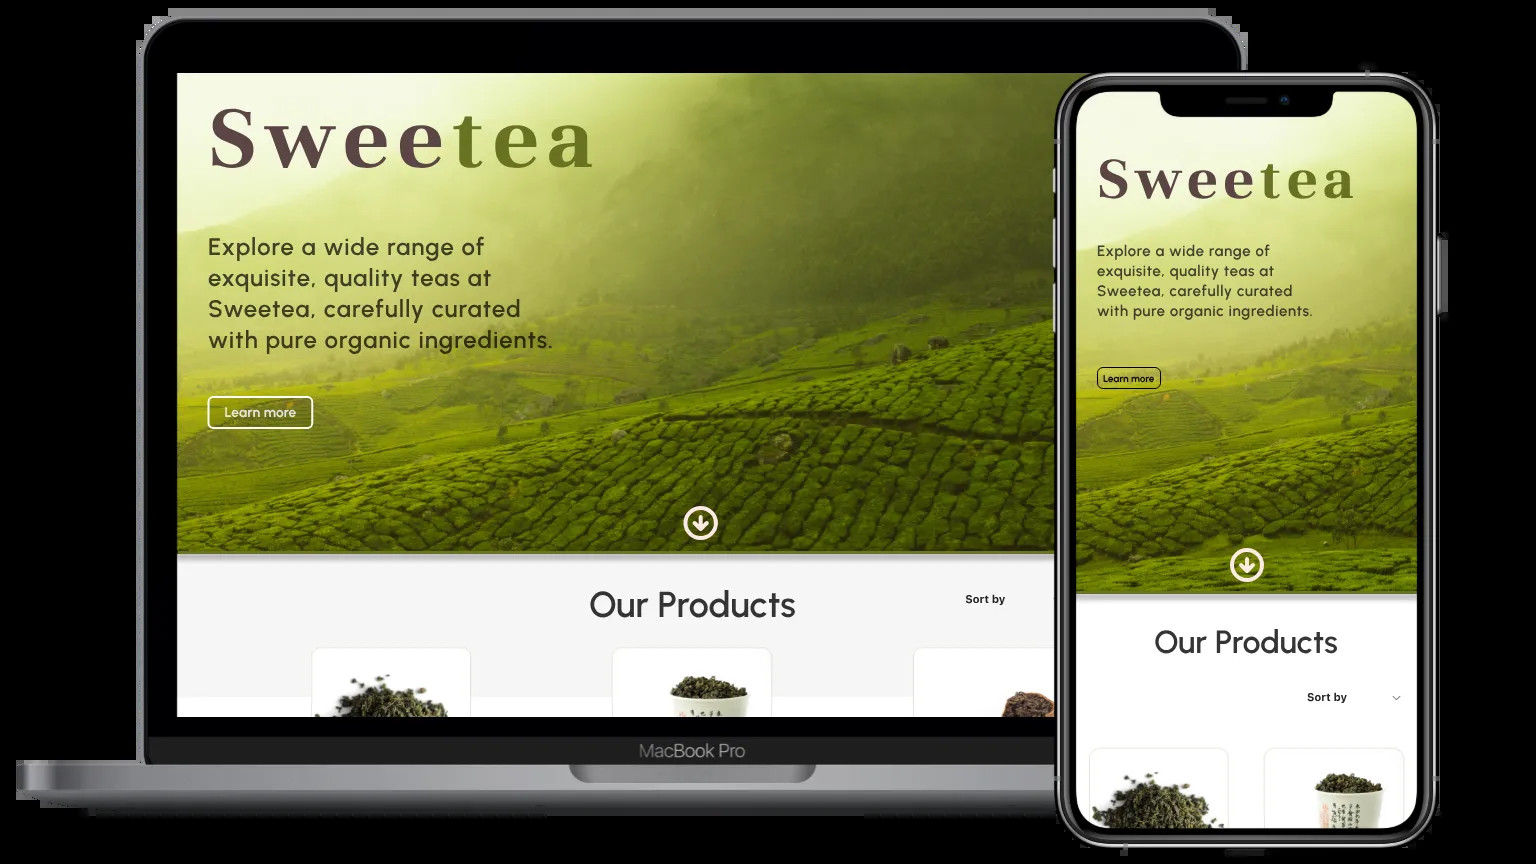 Sweetea
Explore a wide range of
exquisite, quality teas at
Sweetea, carefully curated
with pure organic ingredients.
Learn more
Our Products
Sort by
MacBook Pro
Sweetea
Explore a wide range of
exquisite, quality teas at
Sweetea, carefully curated
with pure organic ingredients.
Learn more
Our Products
Sort by